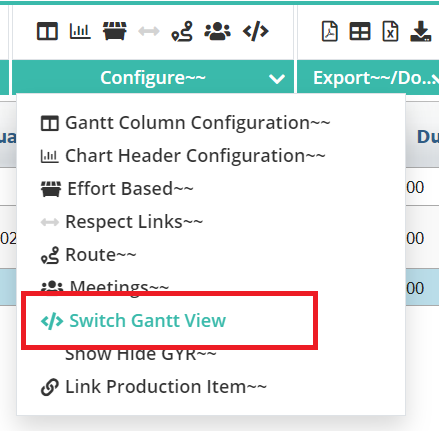 Configure~~
Export~~/Do..
ua
Du
Gantt Column Configuration~~
Chart Header Configuration~~
00
Effort Based~~
Respect Links~~
02
00
Route~~
Meetings~~
00
Switch Gantt View
Show Hide GYR~~
Link Production Item~~